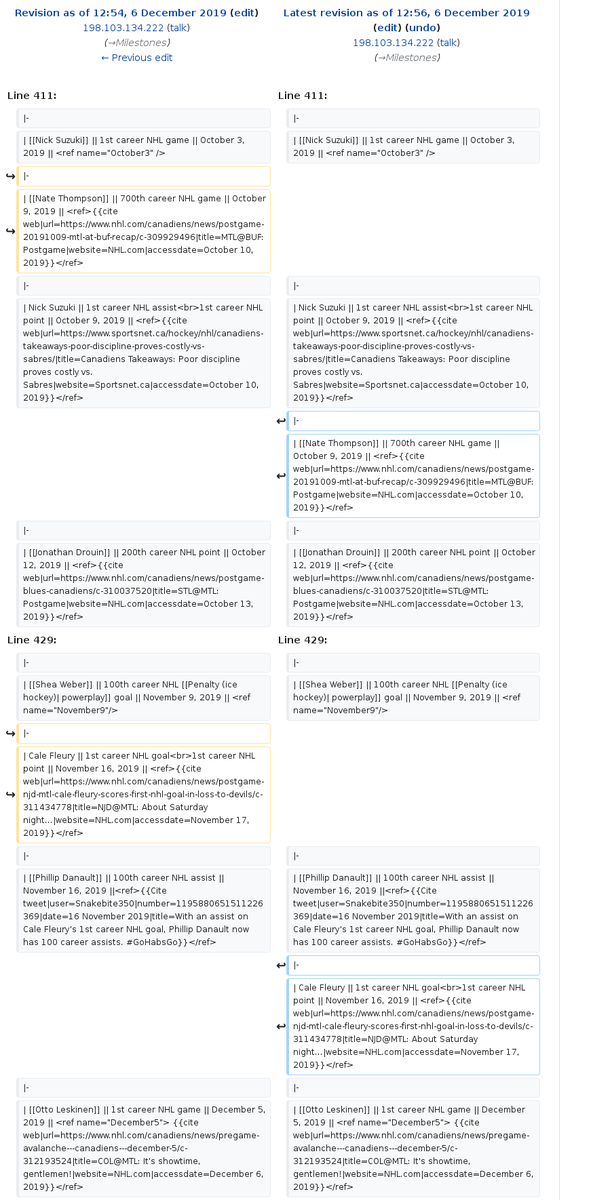 Revision as of 12:54, 6 December 2019 (edit)
198.103.134.222 (talk)
(→Milestones)
← Previous edit
Latest revision as of 12:56, 6 December 2019
(edit) (undo)
198.103.134.222 (talk)
(→Milestones)
Line 411:
Line 411:
|-
|-
| [[Nick Suzuki]] || 1st career NHL game || October 3,
2019 || <ref name="October3" />
| [[Nick Suzuki]] || 1st career NHL game || October 3,
2019 || <ref name="October3" />
|-
| [[Nate Thompson]] || 700th career NHL game || October
9, 2019 || <ref>{{cite
web|url=https://www.nhl.com/canadiens/news/postgame-
20191009-mtl-at-buf-recap/c-309929496|title=MTL@BUF:
Postgame|website=NHL.com|accessdate=October 10,
2019}}</ref>
|-
|-
| Nick Suzuki || 1st career NHL assist<br>1st career NHL
point || October 9, 2019 || <ref>{{cite
web|url=https://www.sportsnet.ca/hockey/nhl/canadiens-
takeaways-poor-discipline-proves-costly-vs-
sabres/|title=Canadiens Takeaways: Poor discipline
proves costly vs.
Sabres|website=Sportsnet.ca|accessdate=October 10,
2019}}</ref>
| Nick Suzuki || 1st career NHL assist<br>1st career NHL
point || October 9, 2019 || <ref>{{cite
web|url=https://www.sportsnet.ca/hockey/nhl/canadiens-
takeaways-poor-discipline-proves-costly-vs-
sabres/|title=Canadiens Takeaways: Poor discipline
proves costly vs.
Sabres|website=Sportsnet.ca|accessdate=October 10,
2019}}</ref>
|-
| [[Nate Thompson]] || 700th career NHL game ||
October 9, 2019 || <ref>{{cite
web|url=https://www.nhl.com/canadiens/news/postgame-
20191009-mtl-at-buf-recap/c-309929496|title=MTL@BUF:
Postgame|website=NHL.com|accessdate=October 10,
2019}}</ref>
|-
|-
| [[Jonathan Drouin]] || 200th career NHL point || October
12, 2019 || <ref>{{cite
web|url=https://www.nhl.com/canadiens/news/postgame-
blues-canadiens/c-310037520|title=STL@MTL:
Postgame|website=NHL.com|accessdate=October 13,
2019}}</ref>
| [[Jonathan Drouin]] || 200th career NHL point || October
12, 2019 || <ref>{{cite
web|url=https://www.nhl.com/canadiens/news/postgame-
blues-canadiens/c-310037520|title=STL@MTL:
Postgame|website=NHL.com|accessdate=October 13,
2019}}</ref>
Line 429:
Line 429:
|-
|-
| [[Shea Weber]] || 100th career NHL [[Penalty (ice
hockey)| powerplay]] goal || November 9, 2019 || <ref
name="November9"/>
| [[Shea Weber]] || 100th career NHL [[Penalty (ice
hockey)| powerplay]] goal || November 9, 2019 || <ref
name="November9"/>
|-
| Cale Fleury || 1st career NHL goal<br>1st career NHL
point || November 16, 2019 || <ref>{{cite
web|url=https://www.nhl.com/canadiens/news/postgame-
njd-mtl-cale-fleury-scores-first-nhl-goal-in-loss-to-devils/c-
311434778|title=NJD@MTL: About Saturday
night...|website=NHL.com|accessdate=November 17,
2019}}</ref>
|-
|-
| [[Phillip Danault]] || 100th career NHL assist ||
November 16, 2019 ||<ref>{{Cite
tweet|user=Snakebite350|number=1195880651511226
369|date=16 November 2019|title=With an assist on
Cale Fleury's 1st career NHL goal, Phillip Danault now
has 100 career assists. #GoHabsGo}}</ref>
| [[Phillip Danault]] || 100th career NHL assist ||
November 16, 2019 ||<ref>{{Cite
tweet|user=Snakebite350|number=1195880651511226
369|date=16 November 2019|title=With an assist on
Cale Fleury's 1st career NHL goal, Phillip Danault now
has 100 career assists. #GoHabsGo}}</ref>
|-
| Cale Fleury || 1st career NHL goal<br>1st career NHL
point || November 16, 2019 || <ref>{{cite
web|url=https://www.nhl.com/canadiens/news/postgame-
njd-mtl-cale-fleury-scores-first-nhl-goal-in-loss-to-devils/c-
311434778|title=NJD@MTL: About Saturday
night...|website=NHL.com|accessdate=November 17,
2019}}</ref>
|-
|-
| [[Otto Leskinen]] || 1st career NHL game || December 5,
2019 || <ref name="December5"> {{cite
web|url=https://www.nhl.com/canadiens/news/pregame-
avalanche---canadiens---december-5/c-
312193524|title=COL@MTL: It's showtime,
gentlemen!|website=NHL.com|accessdate=December 6,
2019}}</ref>
| [[Otto Leskinen]] || 1st career NHL game || December
5, 2019 || <ref name="December5"> {{cite
web|url=https://www.nhl.com/canadiens/news/pregame-
avalanche---canadiens---december-5/c-
312193524|title=COL@MTL: It's showtime,
gentlemen!|website=NHL.com|accessdate=December 6,
2019}}</ref>